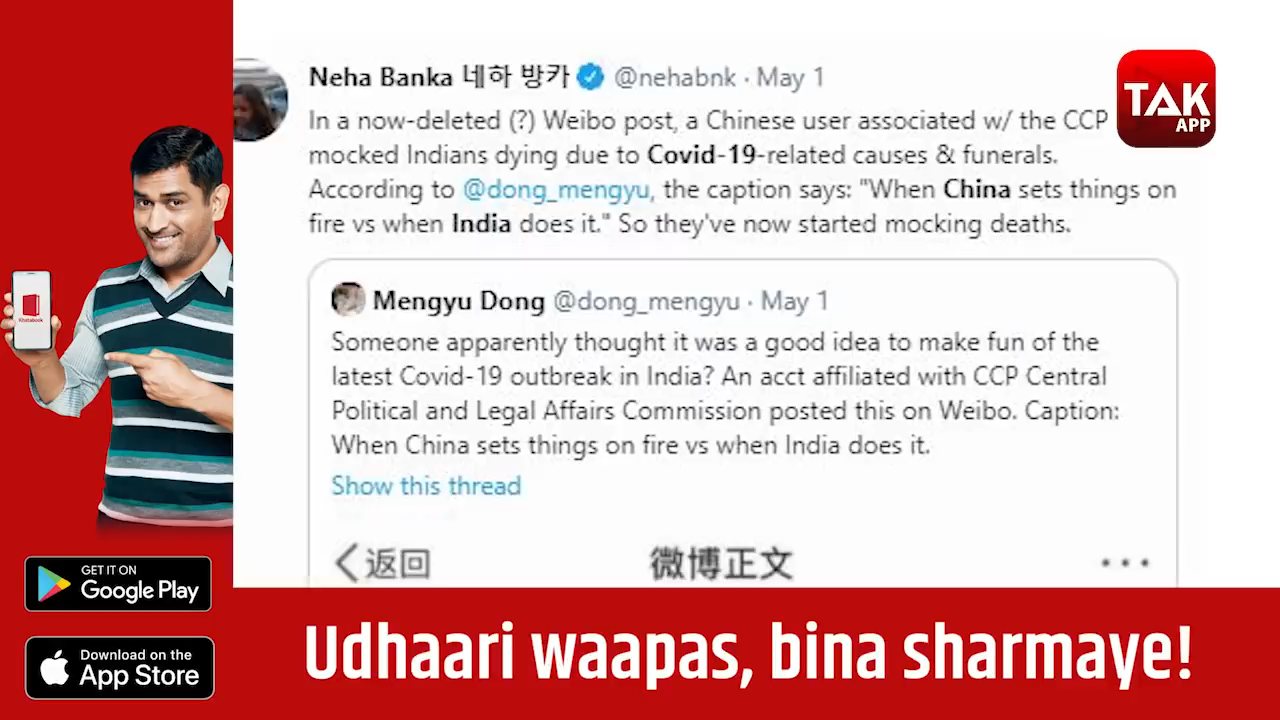 Neha Banka 네하 방카 @nehabnk · May 1
In a now-deleted (?) Weibo post, a Chinese user associated w/ the CCP
mocked Indians dying due to Covid-19-related causes & funerals.
According to @dong_mengyu, the caption says: "When China sets things on
fire vs when India does it." So they've now started mocking deaths.
Mengyu Dong @dong_mengyu · May 1
Someone apparently thought it was a good idea to make fun of the
latest Covid-19 outbreak in India? An acct affiliated with CCP Central
Political and Legal Affairs Commission posted this on Weibo. Caption:
When China sets things on fire vs when India does it.
Show this thread
返回 微博正文 ...
TAK
APP
Khatabook
GET IT ON
Google Play
Download on the
App Store
Udhaari waapas, bina sharmaye!